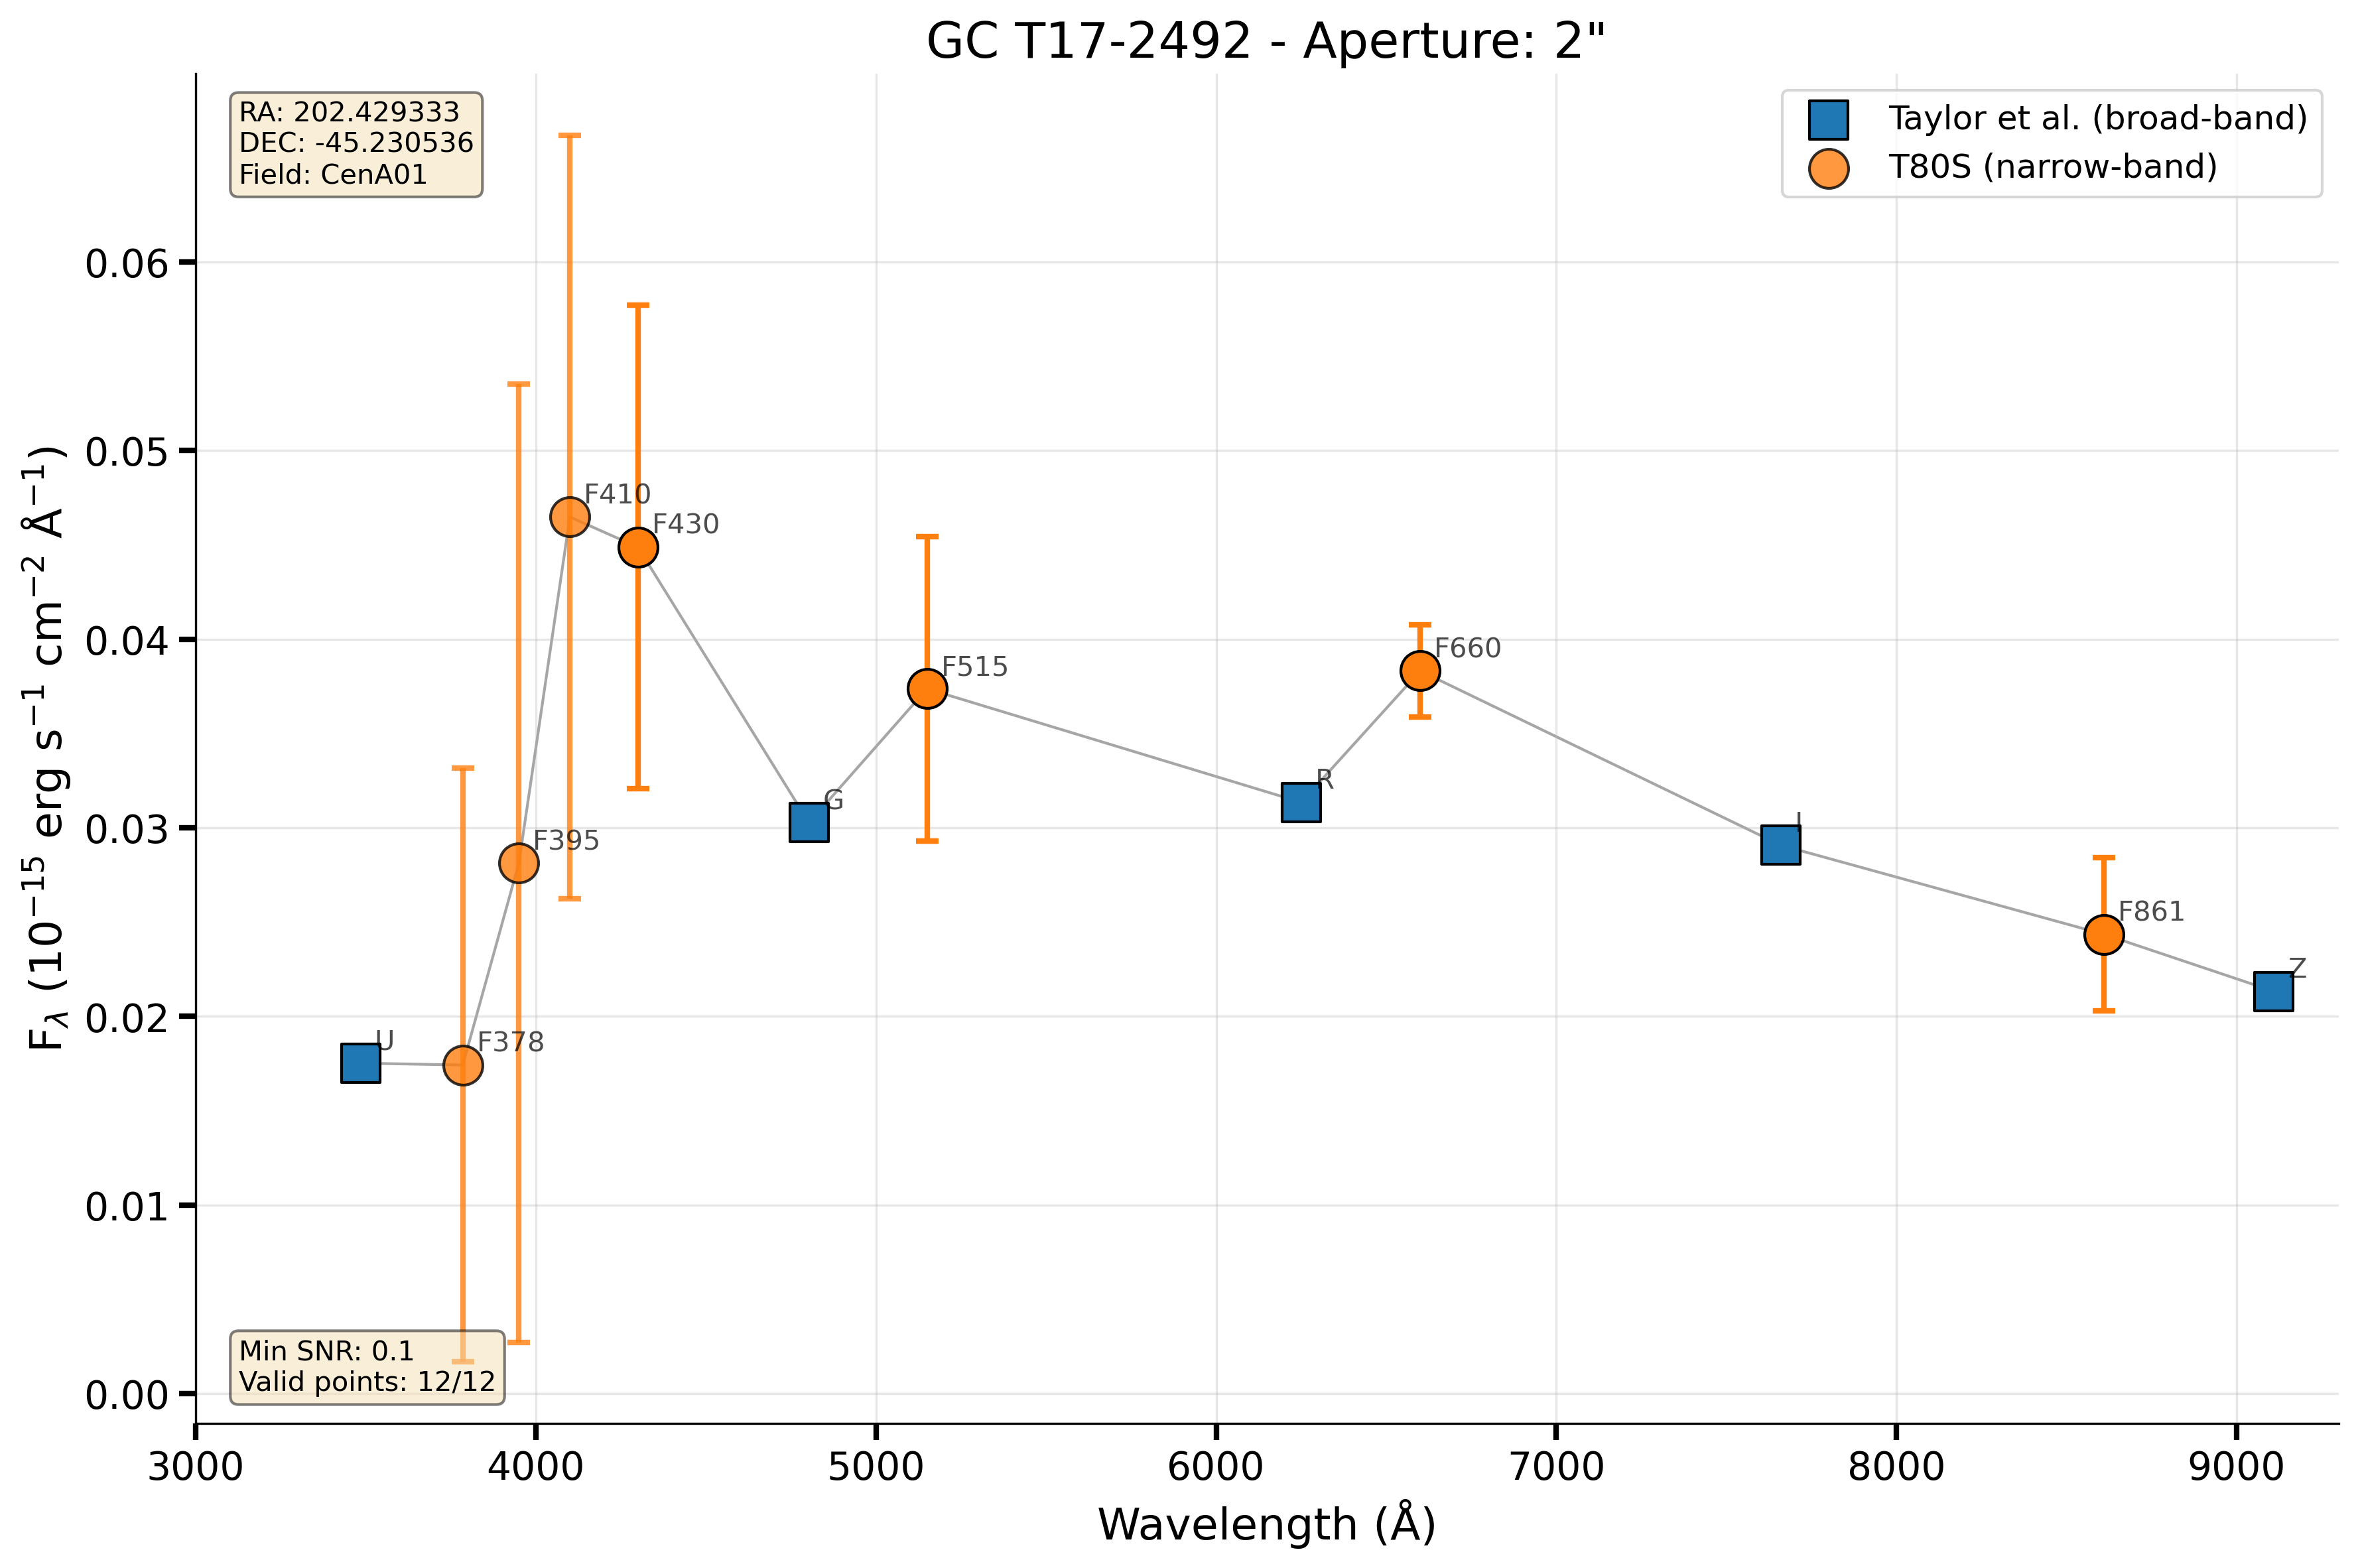 GC T17-2492 - Aperture: 2"
RA: 202.429333
DEC: -45.230536
Field: CenA01
Taylor et al. (broad-band)
T80S (narrow-band)
F_λ (10⁻¹⁵ erg s⁻¹ cm⁻² Å⁻¹)
0.06
0.05
0.04
0.03
0.02
0.01
0.00
F410
F430
F515
F660
R
G
I
F395
F861
Z
U
F378
Min SNR: 0.1
Valid points: 12/12
3000 4000 5000 6000 7000 8000 9000
Wavelength (Å)